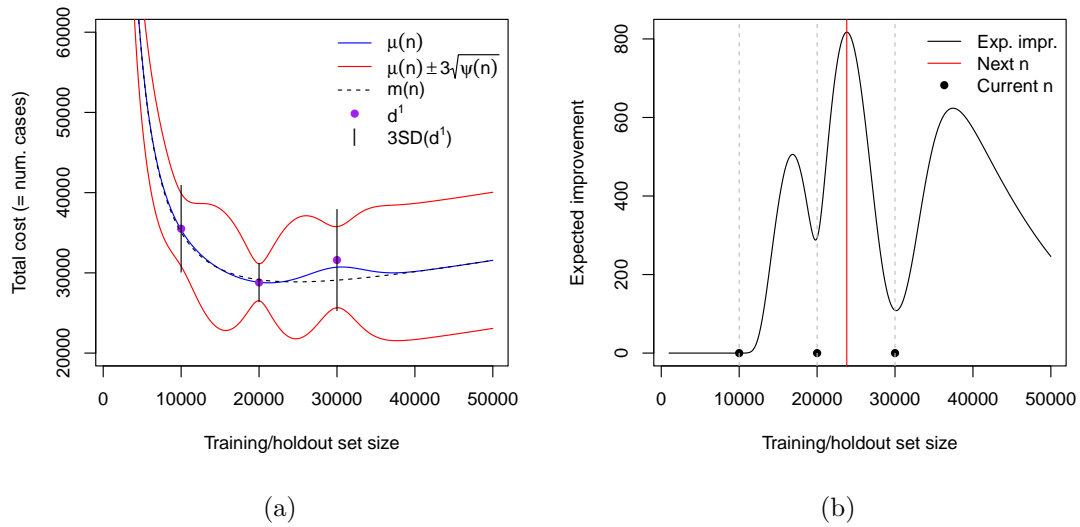 Total cost (= num. cases)
20000 30000 40000 50000 60000
μ(n)
μ(n) ± 3√ψ(n)
m(n)
d¹
3SD(d¹)
0 10000 20000 30000 40000 50000
Training/holdout set size
(a)
Expected improvement
0 200 400 600 800
Exp. impr.
Next n
Current n
0 10000 20000 30000 40000 50000
Training/holdout set size
(b)